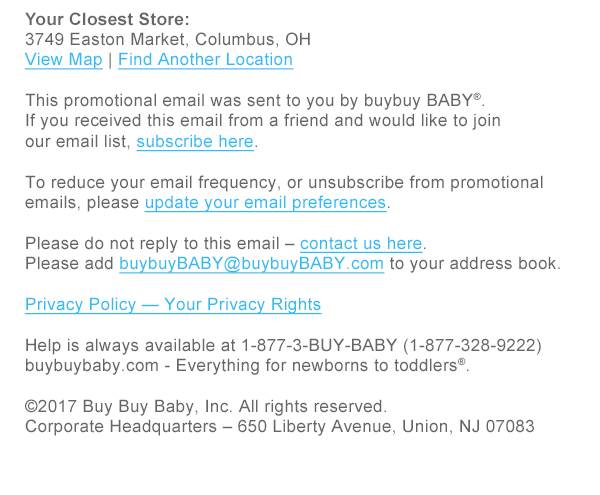 Your Closest Store:
3749 Easton Market, Columbus, OH
View Map | Find Another Location
This promotional email was sent to you by buybuy BABY®.
If you received this email from a friend and would like to join
our email list, subscribe here.
To reduce your email frequency, or unsubscribe from promotional
emails, please update your email preferences.
Please do not reply to this email – contact us here.
Please add buybuyBABY@buybuyBABY.com to your address book.
Privacy Policy — Your Privacy Rights
Help is always available at 1-877-3-BUY-BABY (1-877-328-9222)
buybuybaby.com - Everything for newborns to toddlers®.
©2017 Buy Buy Baby, Inc. All rights reserved.
Corporate Headquarters – 650 Liberty Avenue, Union, NJ 07083